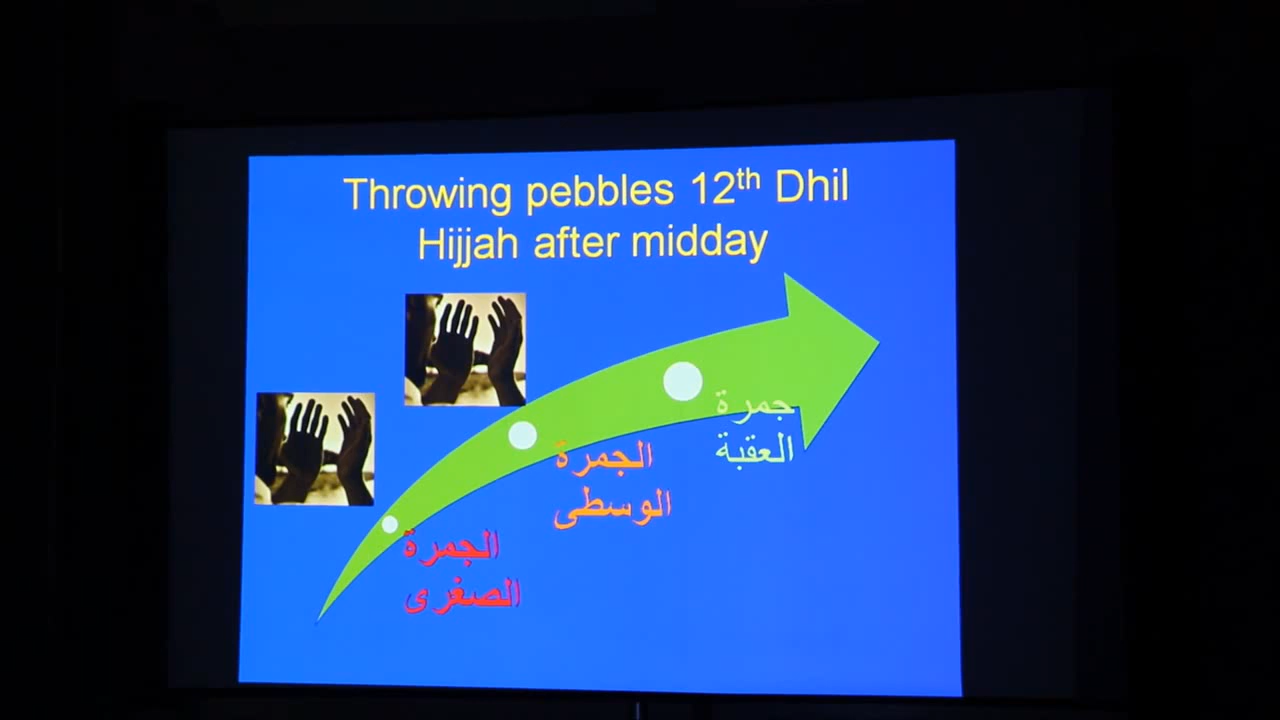 Throwing pebbles 12th Dhil
Hijjah after midday
جمرة
العقبة
الجمرة
الوسطى
الجمرة
الصغرى